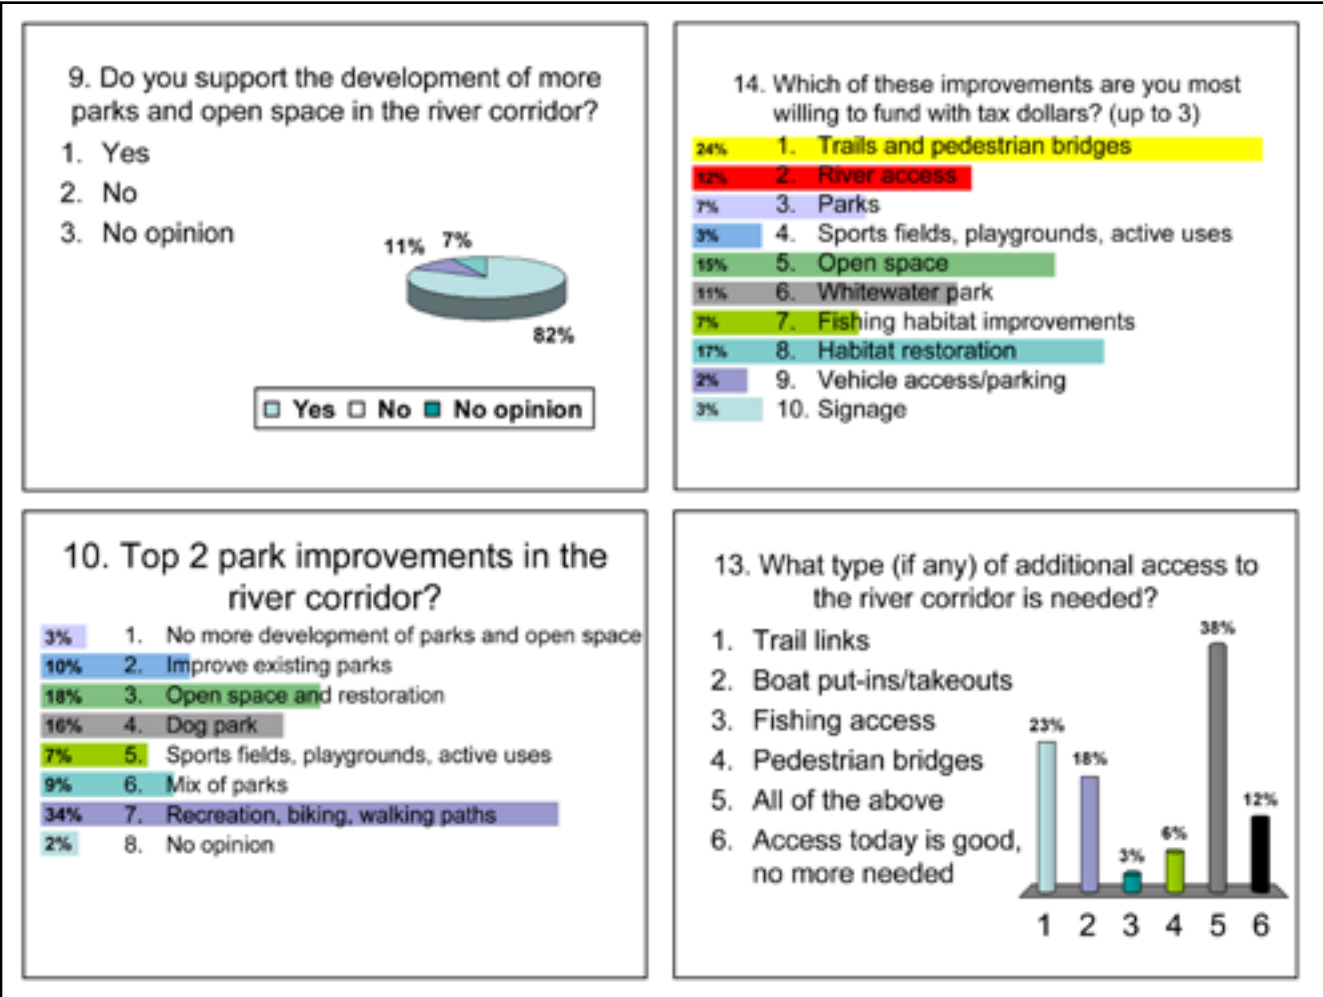 9. Do you support the development of more
parks and open space in the river corridor?
1. Yes
2. No
3. No opinion
11% 7%
82%
Yes No No opinion
14. Which of these improvements are you most
willing to fund with tax dollars? (up to 3)
24% 1. Trails and pedestrian bridges
12% 2. River access
7% 3. Parks
3% 4. Sports fields, playgrounds, active uses
15% 5. Open space
11% 6. Whitewater park
7% 7. Fishing habitat improvements
17% 8. Habitat restoration
2% 9. Vehicle access/parking
3% 10. Signage
10. Top 2 park improvements in the
river corridor?
3% 1. No more development of parks and open space
10% 2. Improve existing parks
18% 3. Open space and restoration
16% 4. Dog park
7% 5. Sports fields, playgrounds, active uses
9% 6. Mix of parks
34% 7. Recreation, biking, walking paths
2% 8. No opinion
13. What type (if any) of additional access to
the river corridor is needed?
1. Trail links
2. Boat put-ins/takeouts
3. Fishing access
4. Pedestrian bridges
5. All of the above
6. Access today is good,
no more needed
23% 18% 3% 6% 38% 12%
1 2 3 4 5 6